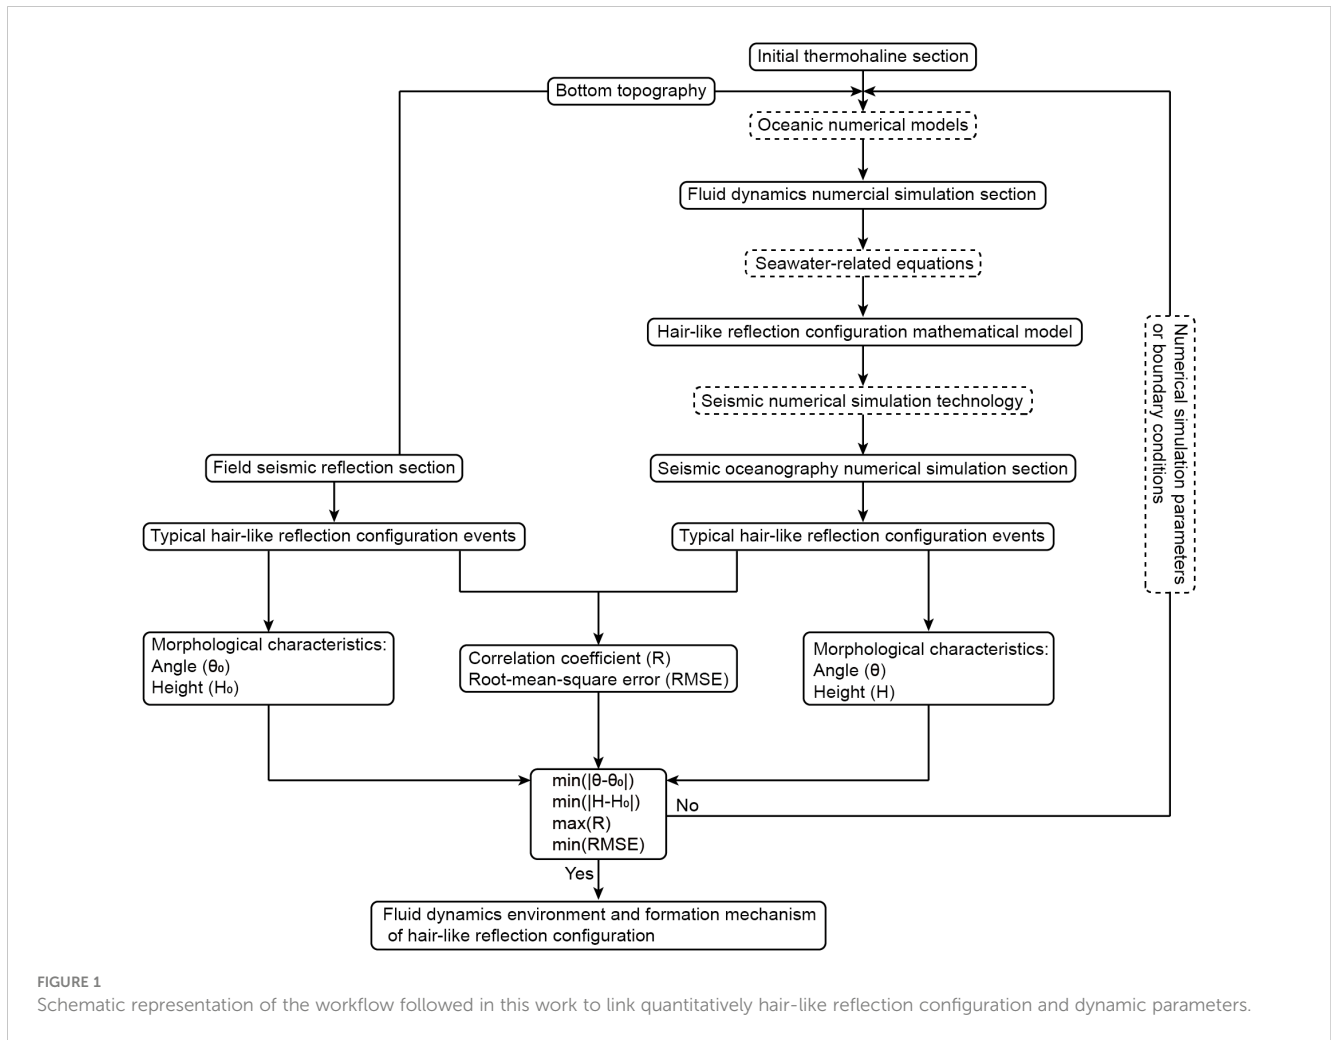 Initial thermohaline section
Bottom topography
Oceanic numerical models
Fluid dynamics numercial simulation section
Seawater-related equations
Hair-like reflection configuration mathematical model
Numerical simulation parameters
or boundary conditions
Seismic numerical simulation technology
Field seismic reflection section
Seismic oceanography numerical simulation section
Typical hair-like reflection configuration events
Typical hair-like reflection configuration events
Morphological characteristics:
Angle (θ₀)
Height (H₀)
Correlation coefficient (R)
Root-mean-square error (RMSE)
Morphological characteristics:
Angle (θ)
Height (H)
min(|θ-θ₀|)
min(|H-H₀|)
max(R)
min(RMSE)
No
Yes
Fluid dynamics environment and formation mechanism
of hair-like reflection configuration
FIGURE 1
Schematic representation of the workflow followed in this work to link quantitatively hair-like reflection configuration and dynamic parameters.